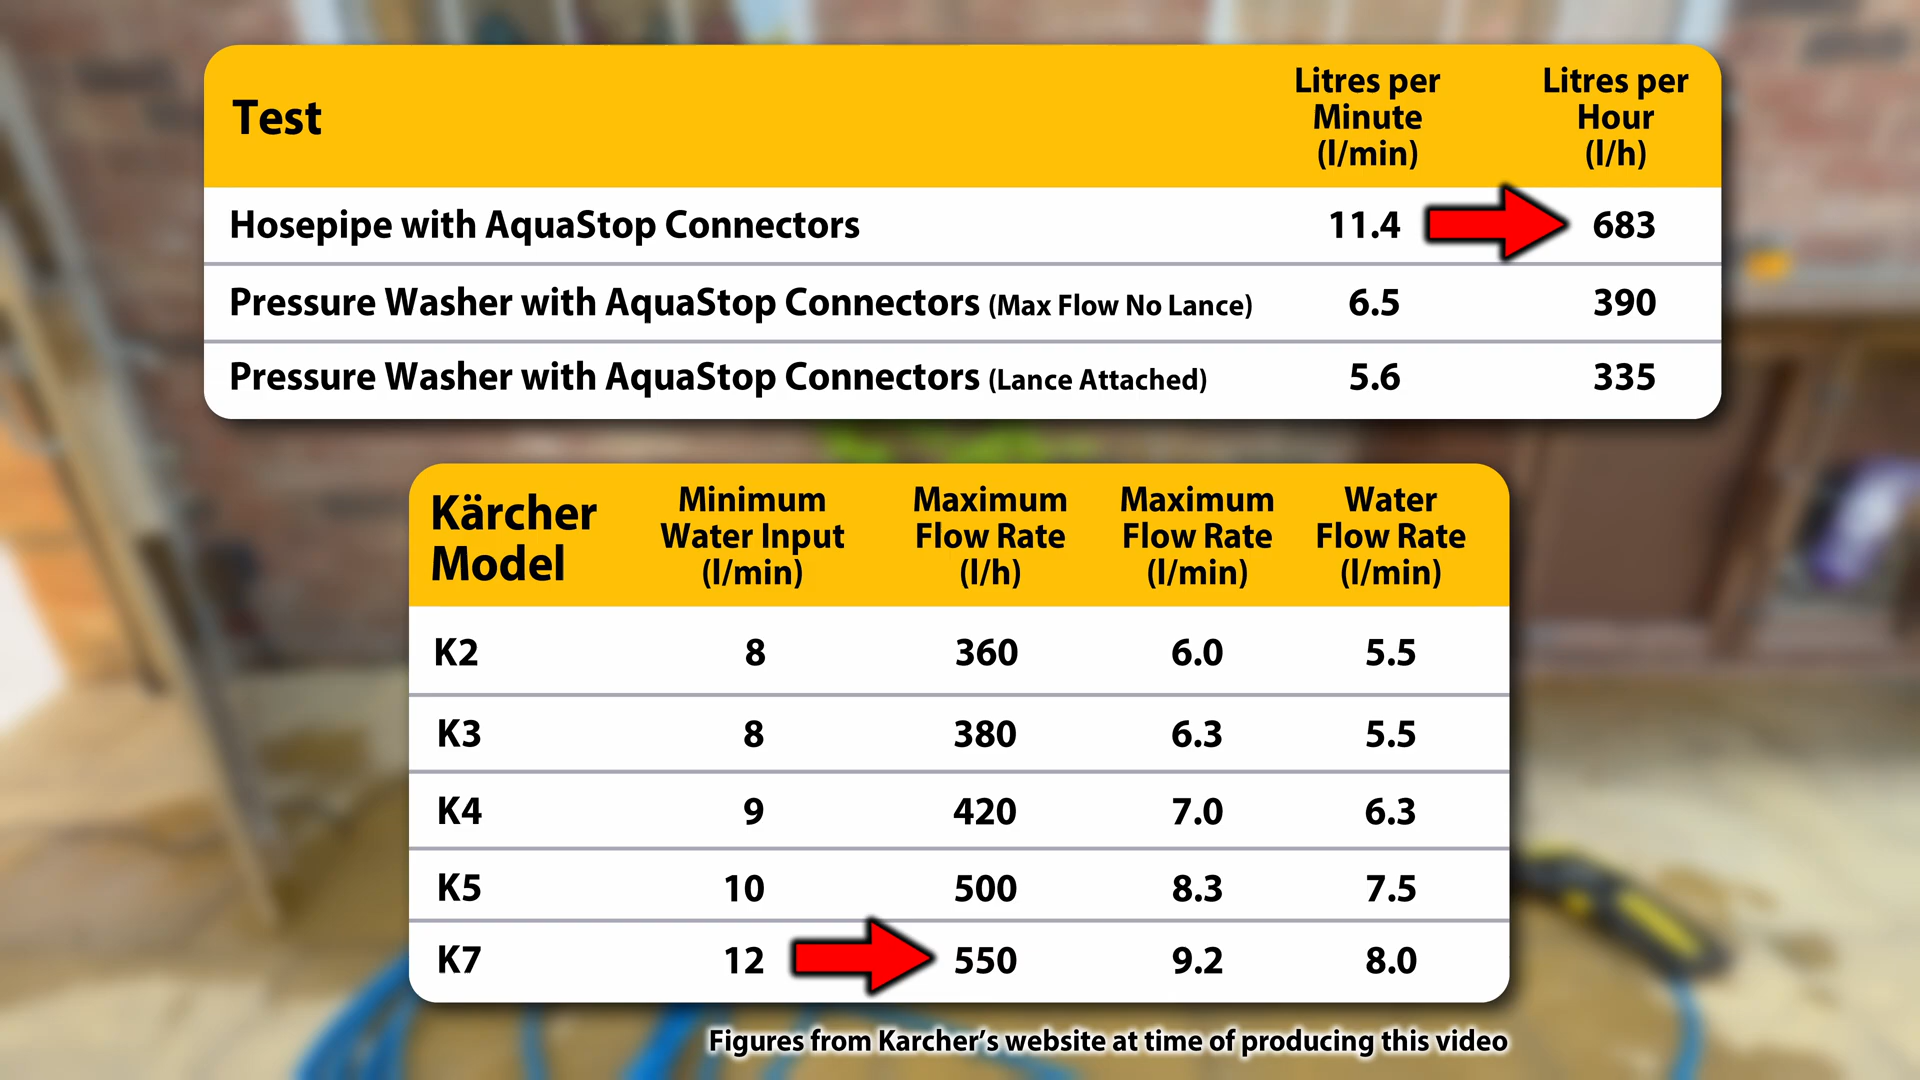 Test Litres per Minute (l/min) Litres per Hour (l/h)
Hosepipe with AquaStop Connectors 11.4 683
Pressure Washer with AquaStop Connectors (Max Flow No Lance) 6.5 390
Pressure Washer with AquaStop Connectors (Lance Attached) 5.6 335
Kärcher Model Minimum Water Input (l/min) Maximum Flow Rate (l/h) Maximum Flow Rate (l/min) Water Flow Rate (l/min)
K2 8 360 6.0 5.5
K3 8 380 6.3 5.5
K4 9 420 7.0 6.3
K5 10 500 8.3 7.5
K7 12 550 9.2 8.0
Figures from Karcher's website at time of producing this video